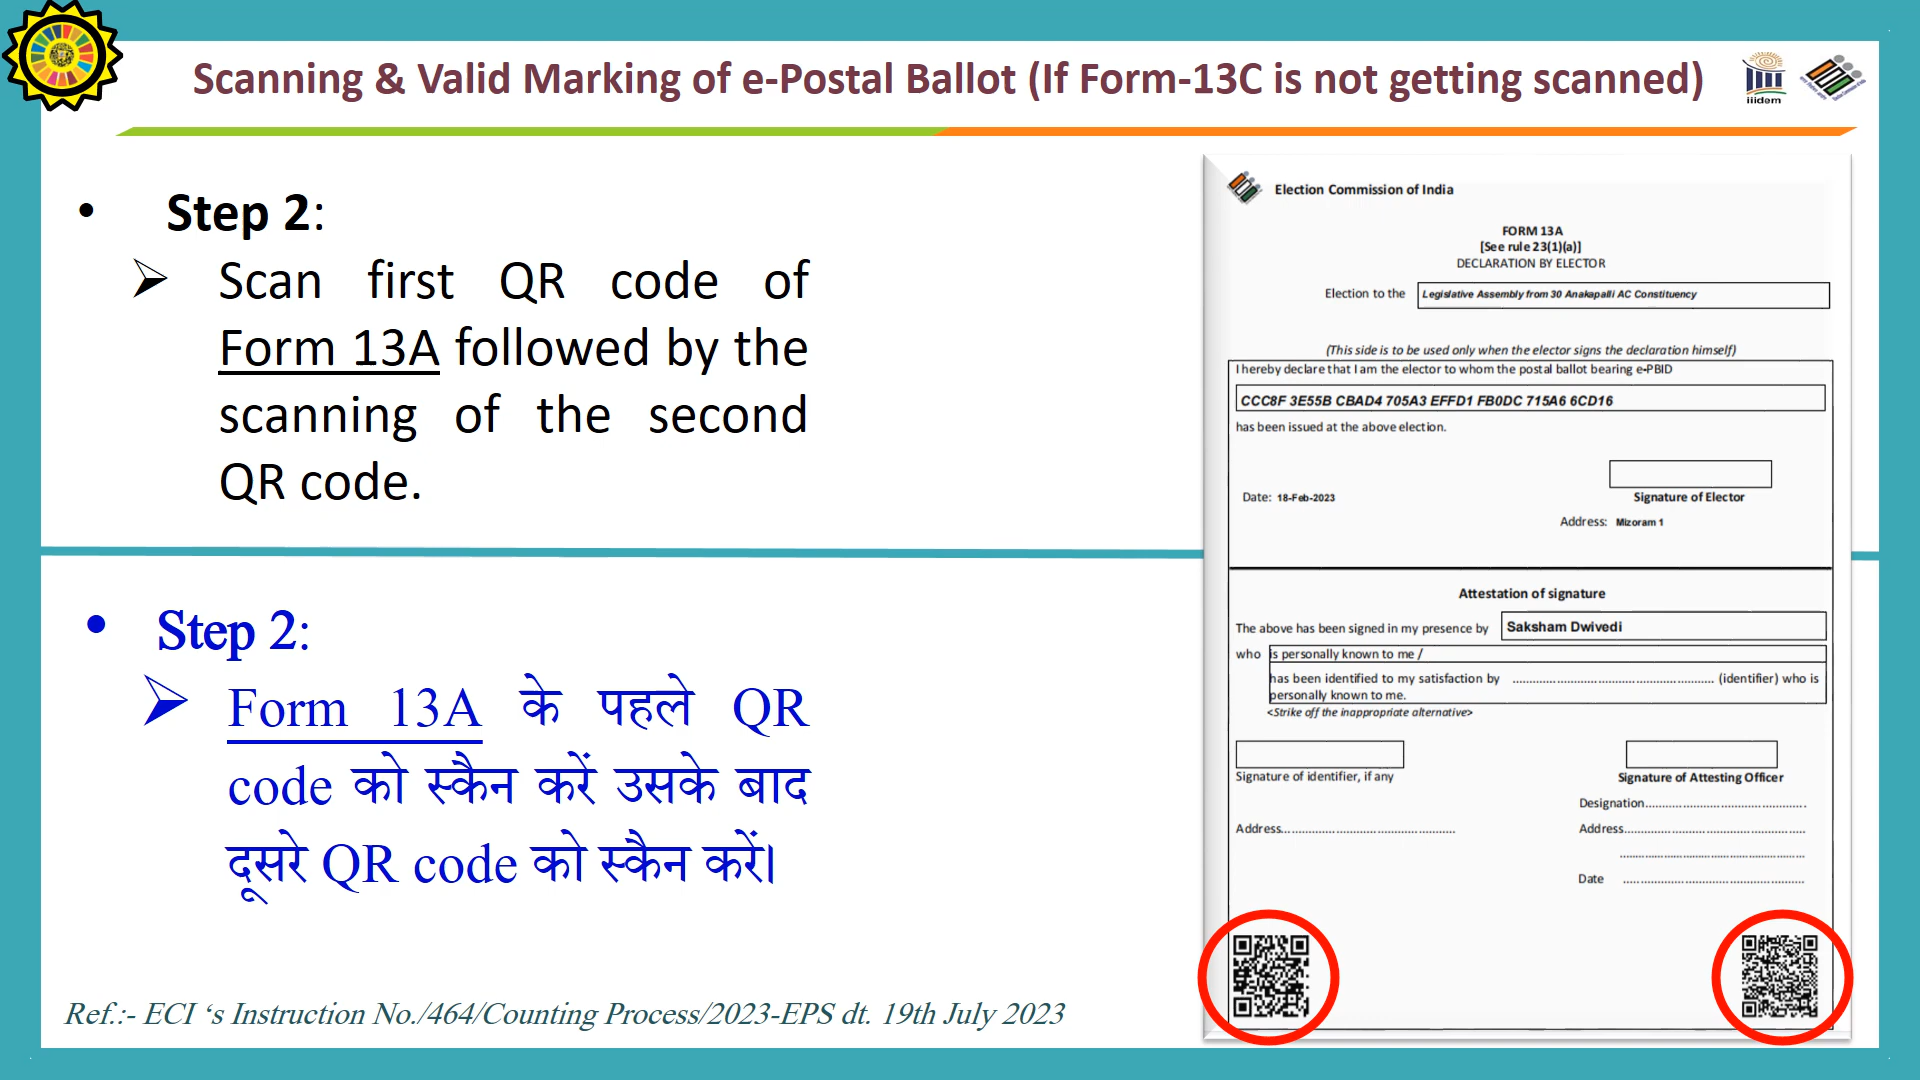 Scanning & Valid Marking of e-Postal Ballot (If Form-13C is not getting scanned)
iiidem
• Step 2:
➢ Scan first QR code of
Form 13A followed by the
scanning of the second
QR code.
• Step 2:
➢ Form 13A के पहले QR
code को स्कैन करें उसके बाद
दूसरे QR code को स्कैन करें।
Ref.:- ECI ‘s Instruction No./464/Counting Process/2023-EPS dt. 19th July 2023
Election Commission of India
FORM 13A
[See rule 23(1)(a)]
DECLARATION BY ELECTOR
Election to the Legislative Assembly from 30 Anakapalli AC Constituency
(This side is to be used only when the elector signs the declaration himself)
I hereby declare that I am the elector to whom the postal ballot bearing e-PBID
CCC8F 3E55B CBAD4 705A3 EFFD1 FB0DC 715A6 6CD16
has been issued at the above election.
Date: 18-Feb-2023
Signature of Elector
Address: Mizoram 1
Attestation of signature
The above has been signed in my presence by Saksham Dwivedi
who is personally known to me /
has been identified to my satisfaction by ........................................................ (identifier) who is
personally known to me.
<Strike off the inappropriate alternative>
Signature of identifier, if any
Signature of Attesting Officer
Designation.............................................
Address................................................. Address..................................................
....................................................
Date ....................................................